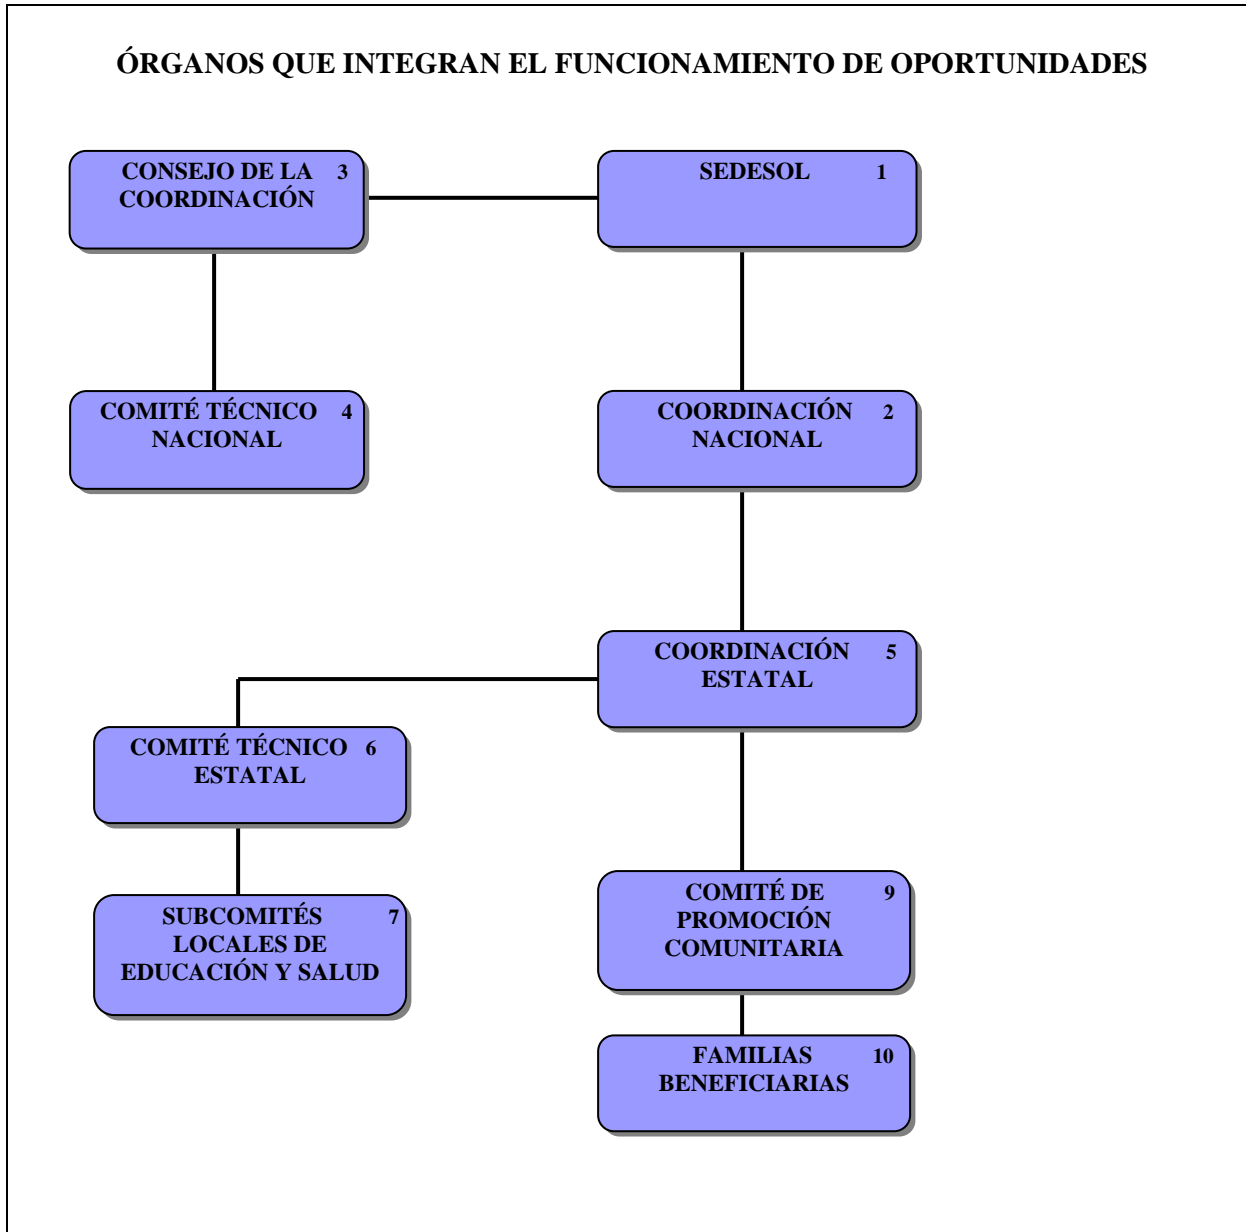 ÓRGANOS QUE INTEGRAN EL FUNCIONAMIENTO DE OPORTUNIDADES
CONSEJO DE LA 3
COORDINACIÓN
SEDESOL 1
COMITÉ TÉCNICO 4
NACIONAL
COORDINACIÓN 2
NACIONAL
COORDINACIÓN 5
ESTATAL
COMITÉ TÉCNICO 6
ESTATAL
SUBCOMITÉS 7
LOCALES DE
EDUCACIÓN Y SALUD
COMITÉ DE 9
PROMOCIÓN
COMUNITARIA
FAMILIAS 10
BENEFICIARIAS